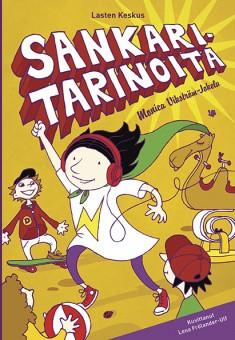 Lasten Keskus
SANKARI-
TARINOITA
Monica Vikström-Jokela
Kuvittanut
Lena Frölander-Ulf